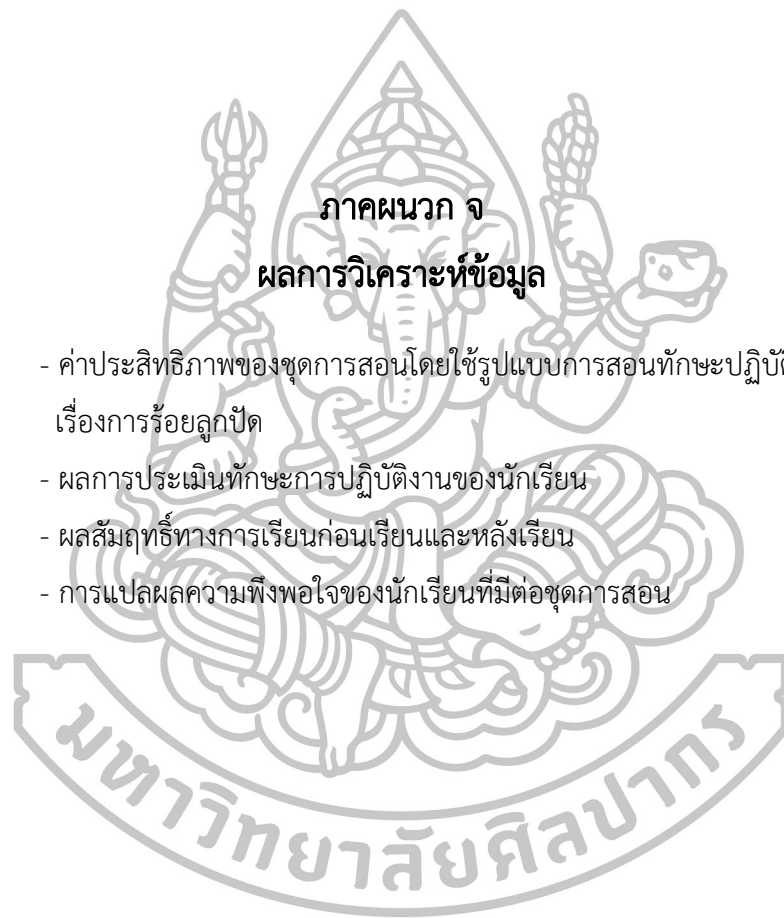 ภาคผนวก จ
ผลการวิเคราะห์ข้อมูล
- ค่าประสิทธิภาพของชุดการสอนโดยใช้รูปแบบการสอนทักษะปฏิบัติ
เรื่องการร้อยลูกปัด
- ผลการประเมินทักษะการปฏิบัติงานของนักเรียน
- ผลสัมฤทธิ์ทางการเรียนก่อนเรียนและหลังเรียน
- การแปลผลความพึงพอใจของนักเรียนที่มีต่อชุดการสอน
มหาวิทยาลัยศิลปากร